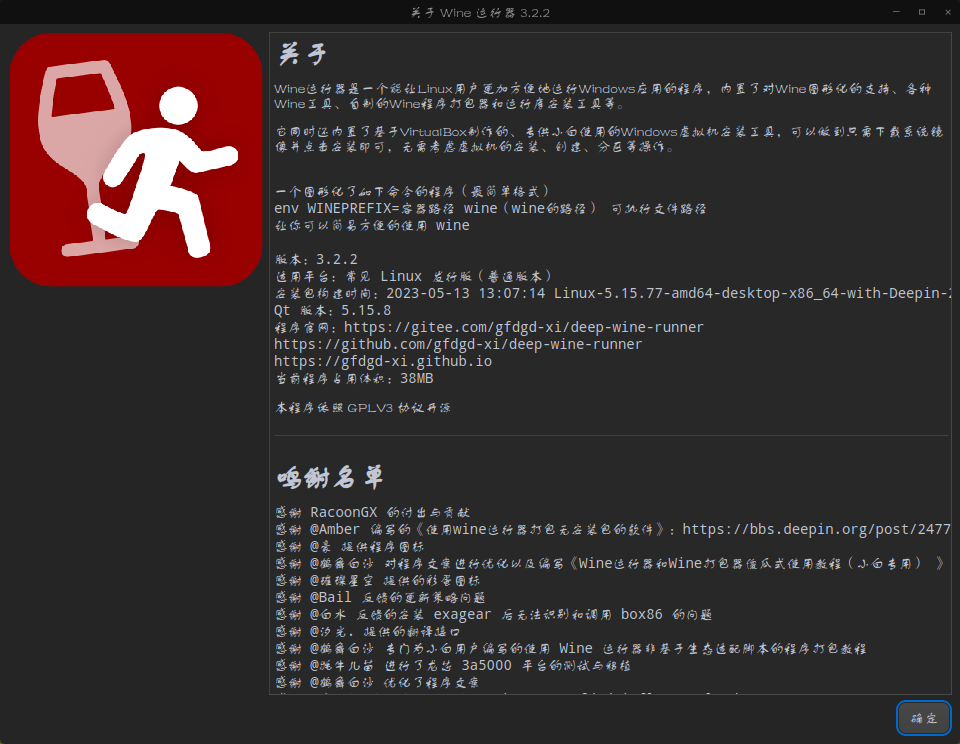 关于 Wine 运行器 3.2.2
关于
Wine运行器是一个能让Linux用户更加方便地运行Windows应用的程序，内置了对Wine图形化的支持、各种
Wine工具、自制的Wine程序打包器和运行库安装工具等。
它同时还内置了基于VirtualBox制作的、专供小白使用的Windows虚拟机安装工具，可以做到只需下载系统镜
像并点击安装即可，无需考虑虚拟机的安装、创建、分区等操作。
一个图形化了如下命令的程序（最简单格式）
env WINEPREFIX=容器路径 wine（wine的路径） 可执行文件路径
让你可以简易方便的使用 wine
版本：3.2.2
适用平台：常见 Linux 发行版（普通版本）
安装包构建时间：2023-05-13 13:07:14 Linux-5.15.77-amd64-desktop-x86_64-with-Deepin-2
Qt 版本：5.15.8
程序官网：https://gitee.com/gfdgd-xi/deep-wine-runner
https://github.com/gfdgd-xi/deep-wine-runner
https://gfdgd-xi.github.io
当前程序占用体积：38MB
本程序依照 GPLV3 协议开源
鸣谢名单
感谢 RacoonGX 的付出与贡献
感谢 @Amber 编写的《使用wine运行器打包无安装包的软件》：https://bbs.deepin.org/post/2477
感谢 @豪 提供程序图标
感谢 @鹤舞白沙 对程序文案进行优化以及编写《Wine运行器和Wine打包器傻瓜式使用教程（小白专用） 》
感谢 @璀璨星空 提供的彩蛋图标
感谢 @Bail 反馈的更新策略问题
感谢 @白水 反馈的安装 exagear 后无法识别和调用 box86 的问题
感谢 @汐光. 提供的翻译接口
感谢 @鹤舞白沙 专门为小白用户编写的使用 Wine 运行器非基于生态适配脚本的程序打包教程
感谢 @牦牛儿苗 进行了龙芯 3a5000 平台的测试与移植
感谢 @鹤舞白沙 优化了程序文案
确定